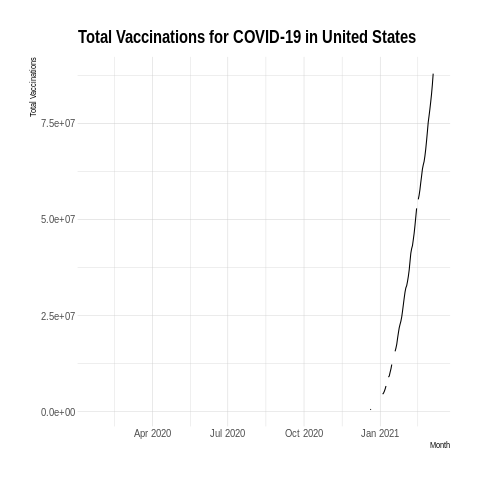 Total Vaccinations for COVID-19 in United States
Total Vaccinations
7.5e+07
5.0e+07
2.5e+07
0.0e+00
Apr 2020 Jul 2020 Oct 2020 Jan 2021
Month